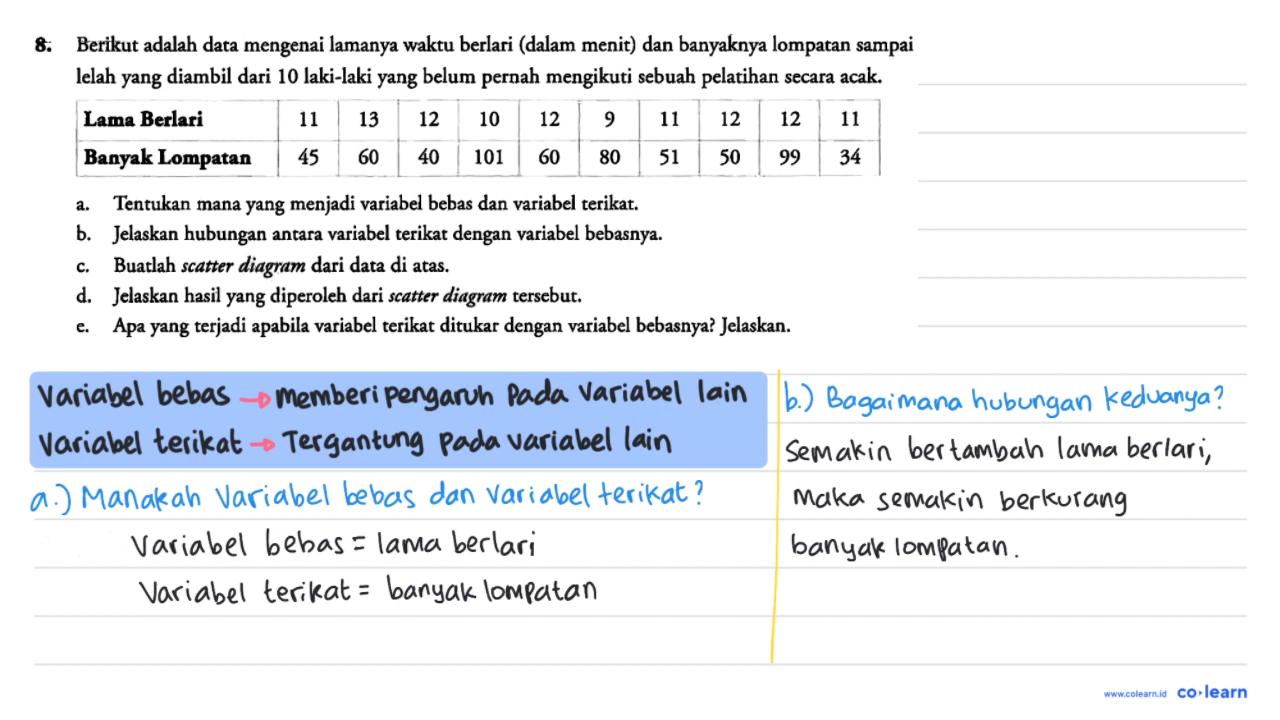 8. Berikut adalah data mengenai lamanya waktu berlari (dalam menit) dan banyaknya lompatan sampai
lelah yang diambil dari 10 laki-laki yang belum pernah mengikuti sebuah pelatihan secara acak.
Lama Berlari 11 13 12 10 12 9 11 12 12 11
Banyak Lompatan 45 60 40 101 60 80 51 50 99 34
a. Tentukan mana yang menjadi variabel bebas dan variabel terikat.
b. Jelaskan hubungan antara variabel terikat dengan variabel bebasnya.
c. Buatlah scatter diagram dari data di atas.
d. Jelaskan hasil yang diperoleh dari scatter diagram tersebut.
e. Apa yang terjadi apabila variabel terikat ditukar dengan variabel bebasnya? Jelaskan.
Variabel bebas → memberi pengaruh pada variabel lain
Variabel terikat → Tergantung pada variabel lain
a.) Manakah variabel bebas dan variabel terikat?
Variabel bebas = lama berlari
Variabel terikat = banyak lompatan
b.) Bagaimana hubungan keduanya?
Semakin bertambah lama berlari,
maka semakin berkurang
banyak lompatan.
www.colearn.id co·learn